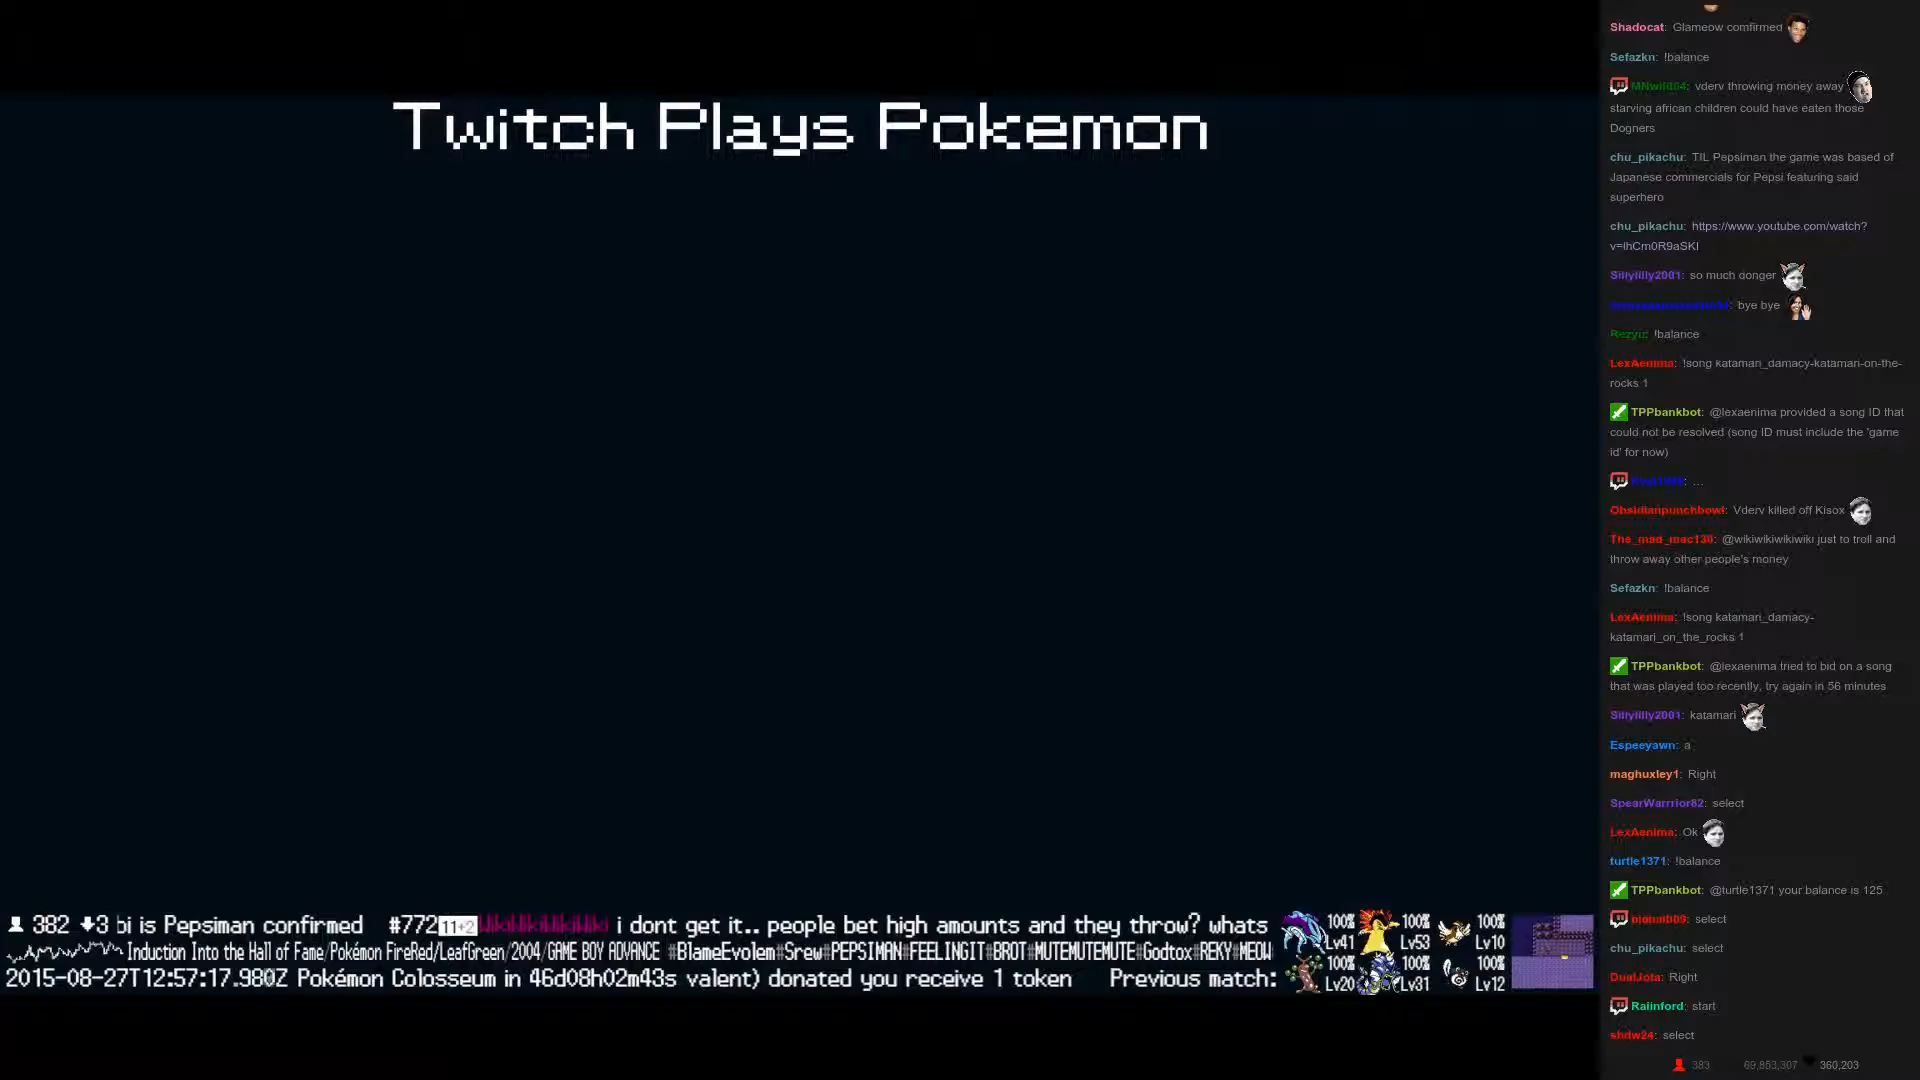 Twitch Plays Pokemon
382 3 bi is Pepsiman confirmed #772 11+2 i dont get it.. people bet high amounts and they throw? whats
Induction Into the Hall of Fame/Pokémon FireRed/LeafGreen/2004/GAME BOY ADVANCE #BlameEvolem#Srew#PEPSIMAN#FEELINGIT#BROT#MUTEMUTEMUTE#Godtox#REKY#MEOW
2015-08-27T12:57:17.980Z Pokémon Colosseum in 46d08h02m43s valent) donated you receive 1 token Previous match:
100% 100% 100%
Lv41 Lv53 Lv10
100% 100% 100%
Lv20 Lv31 Lv12
Shadocat: Glameow comfirmed
Sefazkn: !balance
vderv throwing money away
starving african children could have eaten those
Dogners
chu_pikachu: TIL Pepsiman the game was based of
Japanese commercials for Pepsi featuring said
superhero
chu_pikachu: https://www.youtube.com/watch?
v=lhCm0R9aSKI
Sillylilly2001: so much donger
bye bye
Rezyu: !balance
LexAenima: !song katamari_damacy-katamari-on-the-
rocks 1
TPPbankbot: @lexaenima provided a song ID that
could not be resolved (song ID must include the 'game
id' for now)
: ...
Obsidianpunchbowl: Vderv killed off Kisox
The_mad_mac130: @wikiwikiwikiwiki just to troll and
throw away other people's money
Sefazkn: !balance
LexAenima: !song katamari_damacy-
katamari_on_the_rocks 1
TPPbankbot: @lexaenima tried to bid on a song
that was played too recently, try again in 56 minutes
Sillylilly2001: katamari
Espeeyawn: a
maghuxley1: Right
SpearWarrrior82: select
LexAenima: Ok
turtle1371: !balance
TPPbankbot: @turtle1371 your balance is 125
select
chu_pikachu: select
DualJota: Right
Raiinford: start
shdw24: select
383 69,853,307 360,203